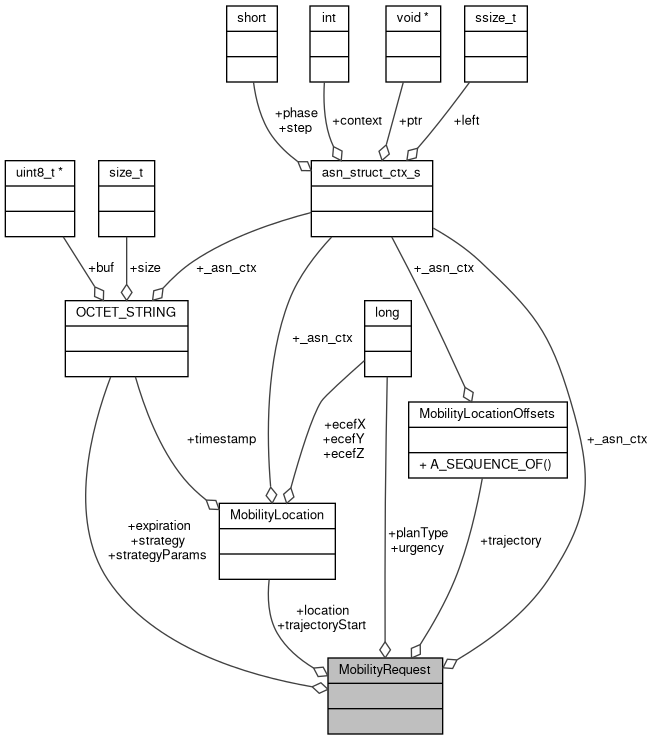 short
int
void *
ssize_t
+phase
+step
+context
+ptr
+left
uint8_t *
size_t
asn_struct_ctx_s
+buf
+size
+_asn_ctx
+_asn_ctx
OCTET_STRING
long
+_asn_ctx
+ecefX
+ecefY
+ecefZ
MobilityLocationOffsets
+ A_SEQUENCE_OF()
+_asn_ctx
+timestamp
MobilityLocation
+expiration
+strategy
+strategyParams
+planType
+urgency
+trajectory
+location
+trajectoryStart
MobilityRequest